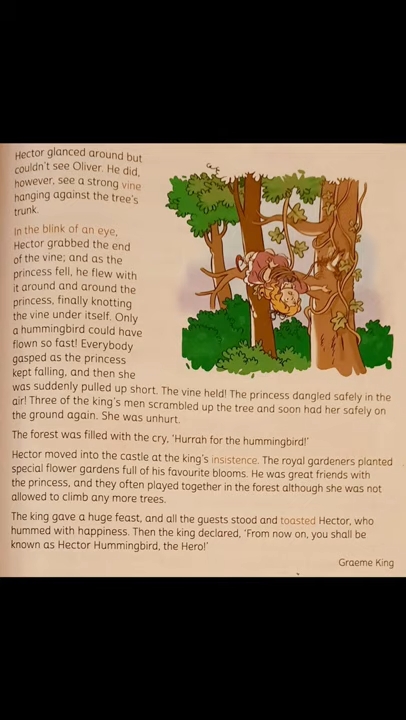 Hector glanced around but
couldn't see Oliver. He did,
however, see a strong vine
hanging against the tree's
trunk.
In the blink of an eye,
Hector grabbed the end
of the vine; and as the
princess fell, he flew with
it around and around the
princess, finally knotting
the vine under itself. Only
a hummingbird could have
flown so fast! Everybody
gasped as the princess
kept falling, and then she
was suddenly pulled up short. The vine held! The princess dangled safely in the
air! Three of the king's men scrambled up the tree and soon had her safely on
the ground again. She was unhurt.
The forest was filled with the cry, 'Hurrah for the hummingbird!'
Hector moved into the castle at the king's insistence. The royal gardeners planted
special flower gardens full of his favourite blooms. He was great friends with
the princess, and they often played together in the forest although she was not
allowed to climb any more trees.
The king gave a huge feast, and all the guests stood and toasted Hector, who
hummed with happiness. Then the king declared, 'From now on, you shall be
known as Hector Hummingbird, the Hero!'
Graeme King